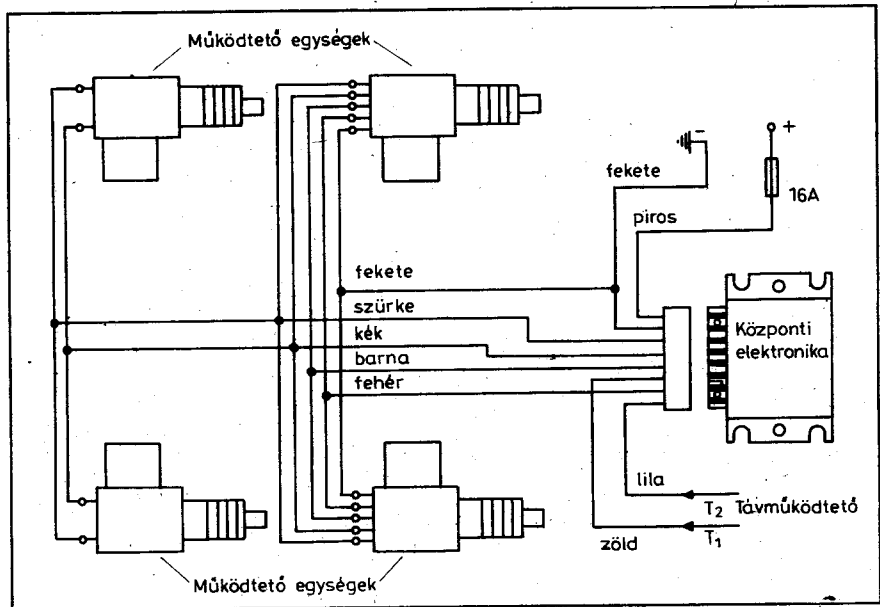 Működtető egységek
fekete
-
+
16A
piros
fekete
szürke
kék
barna
fehér
Központi
elektronika
lila
T2 Távműködtető
zöld
T1
Működtető egységek